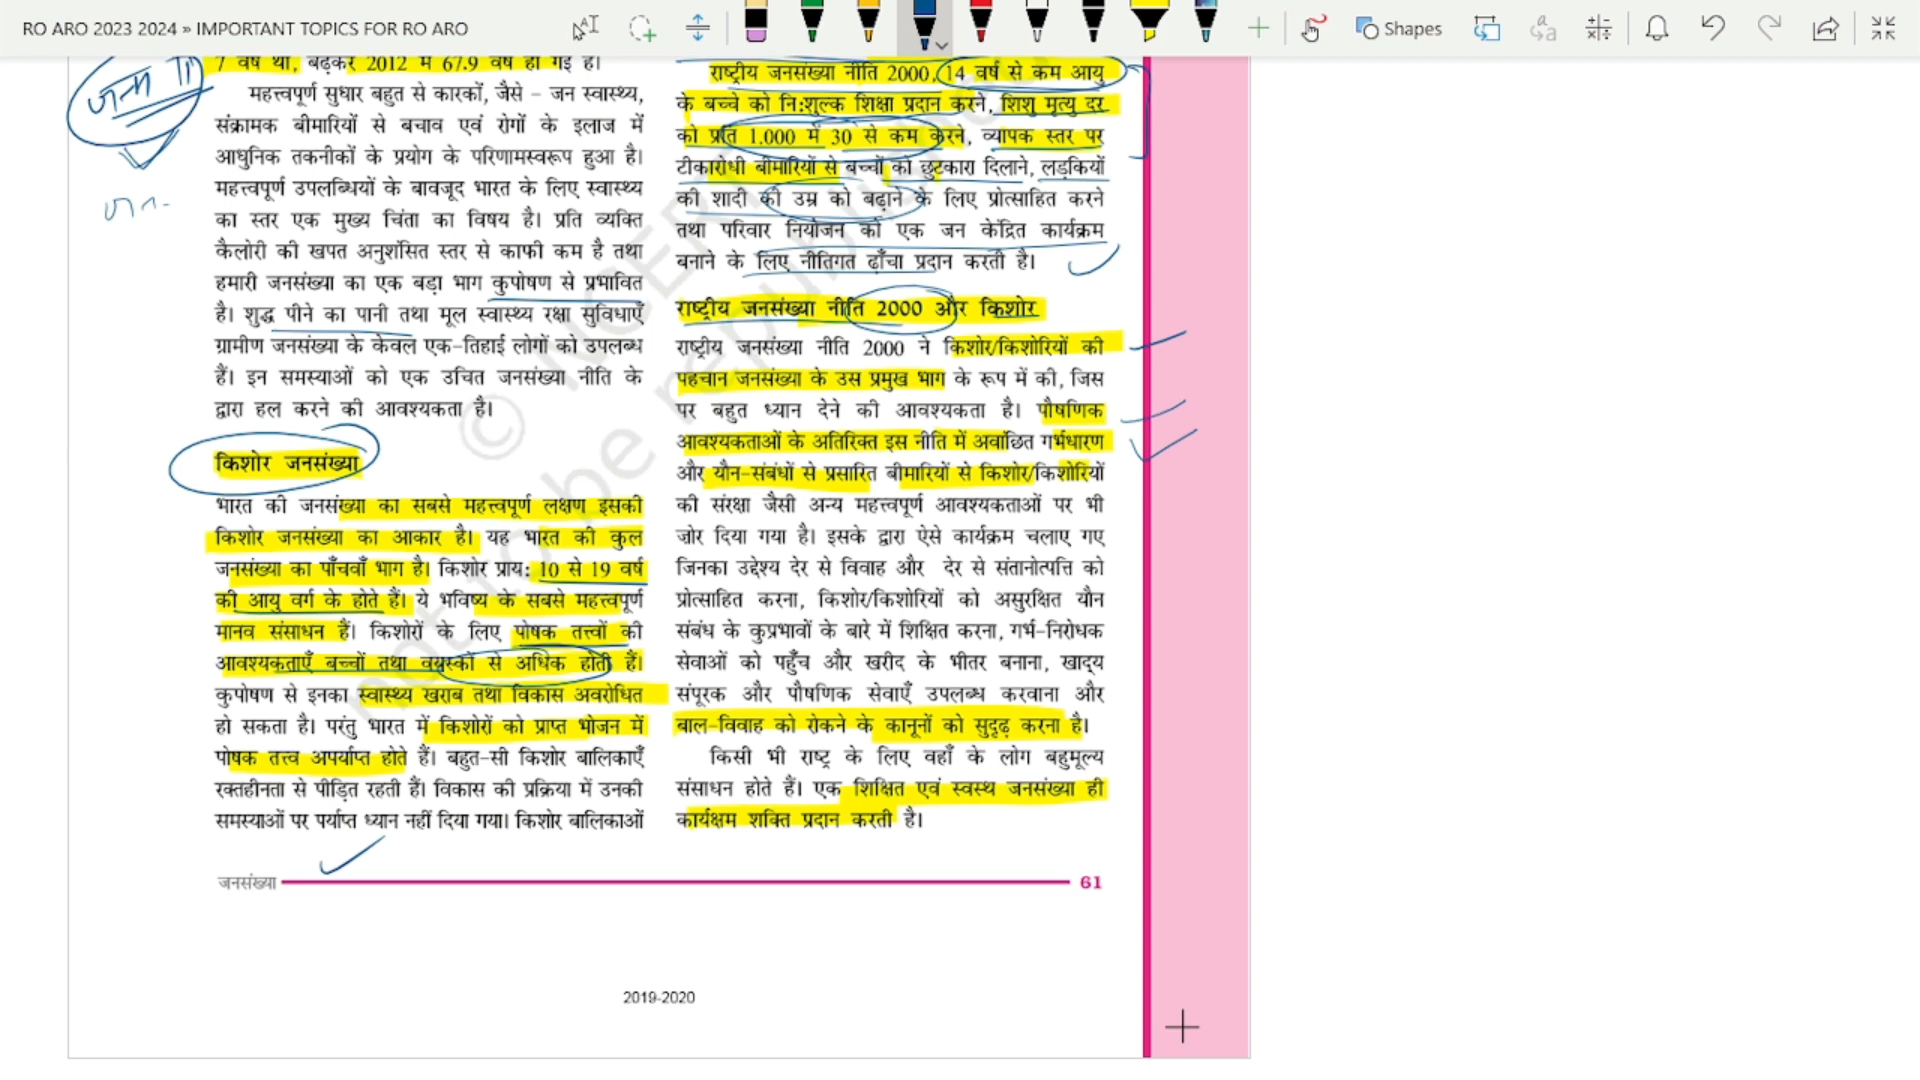 RO ARO 2023 2024 » IMPORTANT TOPICS FOR RO ARO
Shapes
7 वर्ष था, बढ़कर 2012 में 67.9 वर्ष हो गई है।
महत्त्वपूर्ण सुधार बहुत से कारकों, जैसे – जन स्वास्थ्य,
संक्रामक बीमारियों से बचाव एवं रोगों के इलाज में
आधुनिक तकनीकों के प्रयोग के परिणामस्वरूप हुआ है।
महत्त्वपूर्ण उपलब्धियों के बावजूद भारत के लिए स्वास्थ्य
का स्तर एक मुख्य चिंता का विषय है। प्रति व्यक्ति
कैलोरी की खपत अनुशंसित स्तर से काफी कम है तथा
हमारी जनसंख्या का एक बड़ा भाग कुपोषण से प्रभावित
है। शुद्ध पीने का पानी तथा मूल स्वास्थ्य रक्षा सुविधाएँ
ग्रामीण जनसंख्या के केवल एक-तिहाई लोगों को उपलब्ध
हैं। इन समस्याओं को एक उचित जनसंख्या नीति के
द्वारा हल करने की आवश्यकता है।
किशोर जनसंख्या
भारत की जनसंख्या का सबसे महत्त्वपूर्ण लक्षण इसकी
किशोर जनसंख्या का आकार है। यह भारत की कुल
जनसंख्या का पाँचवाँ भाग है। किशोर प्राय: 10 से 19 वर्ष
की आयु वर्ग के होते हैं। ये भविष्य के सबसे महत्त्वपूर्ण
मानव संसाधन हैं। किशोरों के लिए पोषक तत्त्वों की
आवश्यकताएँ बच्चों तथा वयस्कों से अधिक होती हैं।
कुपोषण से इनका स्वास्थ्य खराब तथा विकास अवरोधित
हो सकता है। परंतु भारत में किशोरों को प्राप्त भोजन में
पोषक तत्त्व अपर्याप्त होते हैं। बहुत-सी किशोर बालिकाएँ
रक्तहीनता से पीड़ित रहती हैं। विकास की प्रक्रिया में उनकी
समस्याओं पर पर्याप्त ध्यान नहीं दिया गया। किशोर बालिकाओं
राष्ट्रीय जनसंख्या नीति 2000, 14 वर्ष से कम आयु
के बच्चे को नि:शुल्क शिक्षा प्रदान करने, शिशु मृत्यु दर
को प्रति 1,000 में 30 से कम करने, व्यापक स्तर पर
टीकारोधी बीमारियों से बच्चों को छुटकारा दिलाने, लड़कियों
की शादी की उम्र को बढ़ाने के लिए प्रोत्साहित करने
तथा परिवार नियोजन को एक जन केंद्रित कार्यक्रम
बनाने के लिए नीतिगत ढाँचा प्रदान करती है।
राष्ट्रीय जनसंख्या नीति 2000 और किशोर
राष्ट्रीय जनसंख्या नीति 2000 ने किशोर/किशोरियों की
पहचान जनसंख्या के उस प्रमुख भाग के रूप में की, जिस
पर बहुत ध्यान देने की आवश्यकता है। पौषणिक
आवश्यकताओं के अतिरिक्त इस नीति में अवांछित गर्भधारण
और यौन-संबंधों से प्रसारित बीमारियों से किशोर/किशोरियों
की संरक्षा जैसी अन्य महत्त्वपूर्ण आवश्यकताओं पर भी
ज़ोर दिया गया है। इसके द्वारा ऐसे कार्यक्रम चलाए गए
जिनका उद्देश्य देर से विवाह और देर से संतानोत्पत्ति को
प्रोत्साहित करना, किशोर/किशोरियों को असुरक्षित यौन
संबंध के कुप्रभावों के बारे में शिक्षित करना, गर्भ-निरोधक
सेवाओं को पहुँच और खरीद के भीतर बनाना, खाद्य
संपूरक और पौषणिक सेवाएँ उपलब्ध करवाना और
बाल-विवाह को रोकने के कानूनों को सुदृढ़ करना है।
किसी भी राष्ट्र के लिए वहाँ के लोग बहुमूल्य
संसाधन होते हैं। एक शिक्षित एवं स्वस्थ जनसंख्या ही
कार्यक्षम शक्ति प्रदान करती है।
जनसंख्या
61
2019-2020